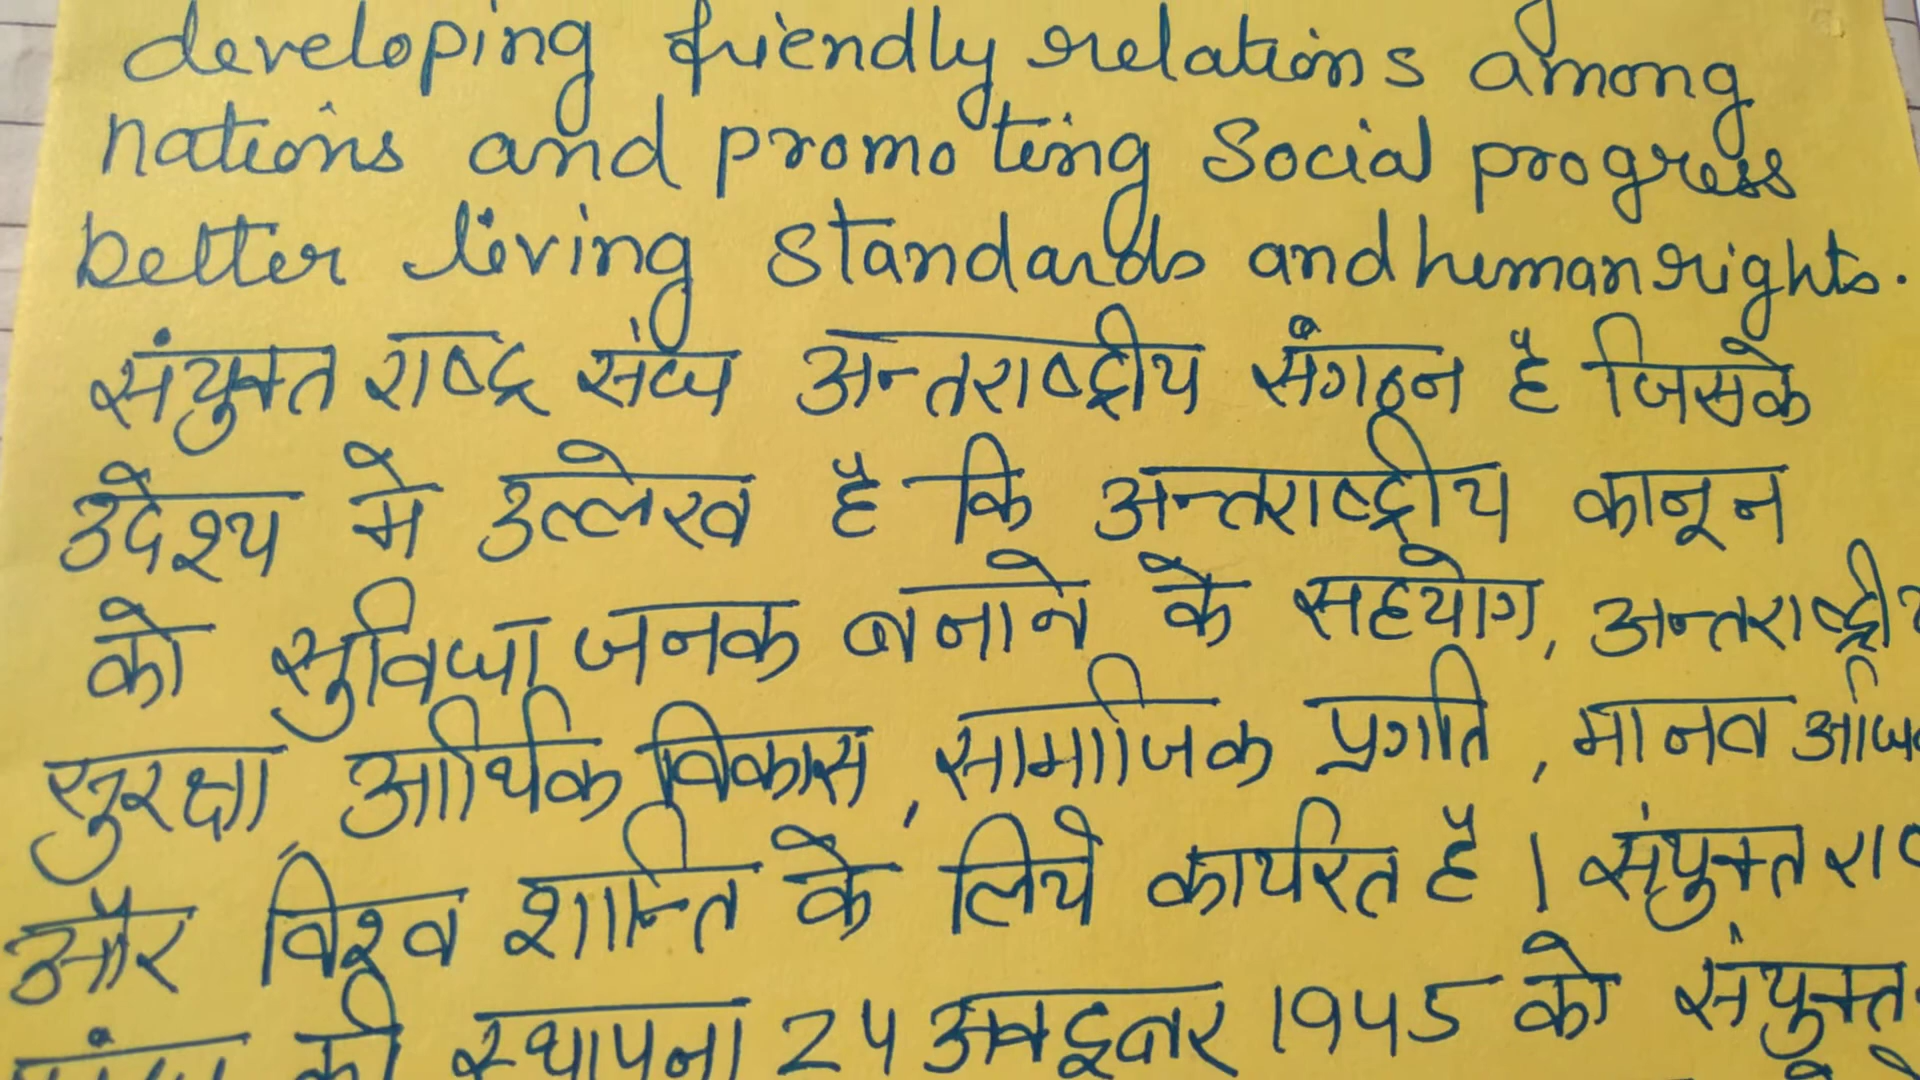 developing friendly relations among
nations and promoting Social progress
better living standards and human rights.
संयुक्त राष्ट्र संघ अन्तराष्ट्रीय संगठन है जिसके
उदेश्य मे उल्लेख है कि अन्तराष्ट्रीय कानून
को सुविधा जनक बनाने के सहयोग, अन्तराष्ट्रीय
सुरक्षा, आर्थिक विकास, सामाजिक प्रगति, मानव
और विश्व शान्ति के लिये कार्यरत है। संयुक्त
की स्थापना 24 अक्टूबर 1945 को संयुक्त